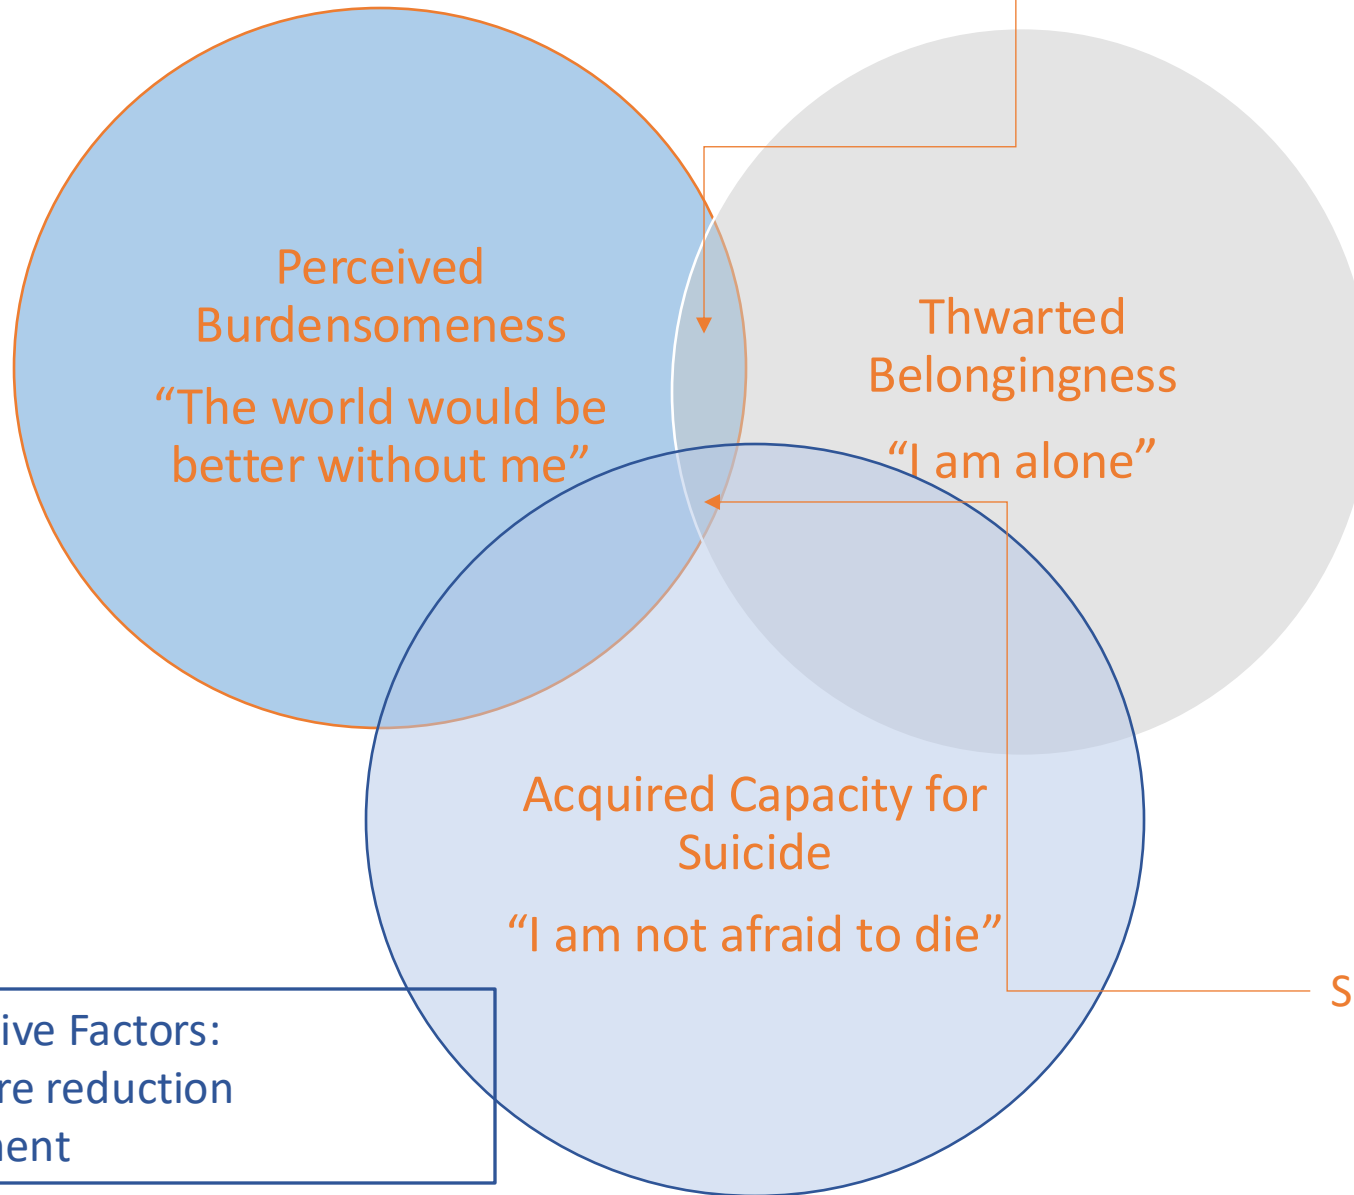 Perceived
Burdensomeness
“The world would be
better without me”
Thwarted
Belongingness
“I am alone”
Acquired Capacity for
Suicide
“I am not afraid to die”
S
ive Factors:
re reduction
ent